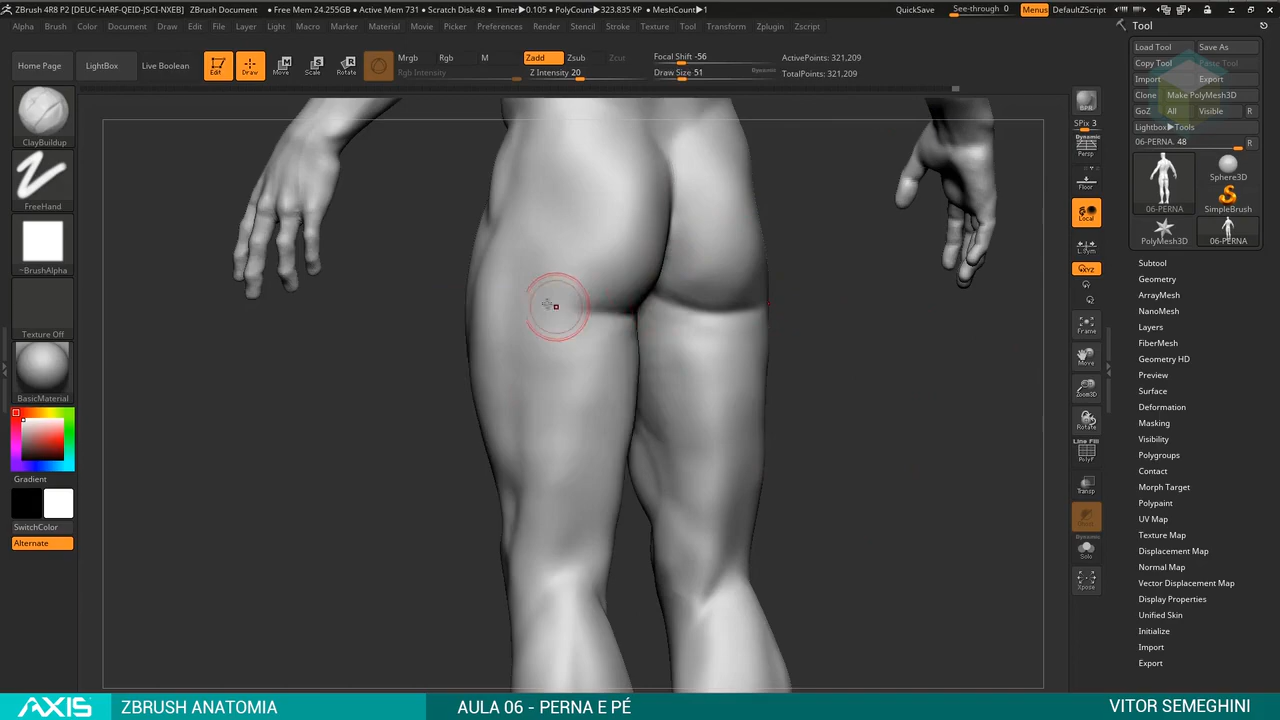 ZBrush 4R8 P2 [DEUC-HARF-QEID-JSCI-NXEB] ZBrush Document • Free Mem 24.255GB • Active Mem 731 • Scratch Disk 48 • Timer▶0.105 • PolyCount▶323.835 KP • MeshCount▶1 QuickSave See-through 0 Menus DefaultZScript
Alpha Brush Color Document Draw Edit File Layer Light Macro Marker Material Movie Picker Preferences Render Stencil Stroke Texture Tool Transform Zplugin Zscript
Tool
Home Page LightBox Live Boolean Edit Draw Move Scale Rotate
Mrgb Rgb M Zadd Zsub Zcut Focal Shift -56 ActivePoints: 321,209
Rgb Intensity Z Intensity 20 Draw Size 51 Dynamic TotalPoints: 321,209
Load Tool Save As
Copy Tool Paste Tool
Import Export
Clone Make PolyMesh3D
GoZ All Visible R
Lightbox▶Tools
06-PERNA. 48 R
06-PERNA Sphere3D
SimpleBrush
PolyMesh3D 06-PERNA
Subtool
Geometry
ArrayMesh
NanoMesh
Layers
FiberMesh
Geometry HD
Preview
Surface
Deformation
Masking
Visibility
Polygroups
Contact
Morph Target
Polypaint
UV Map
Texture Map
Displacement Map
Normal Map
Vector Displacement Map
Display Properties
Unified Skin
Initialize
Import
Export
ClayBuildup
FreeHand
~BrushAlpha
Texture Off
BasicMaterial
Gradient
SwitchColor
Alternate
BPR
SPix 3
Dynamic
Persp
Floor
Local
L.Sym
XYZ
Frame
Move
Zoom3D
Rotate
Line Fill
PolyF
Transp
Dynamic
Solo
Xpose
AXIS ZBRUSH ANATOMIA AULA 06 - PERNA E PÉ VITOR SEMEGHINI